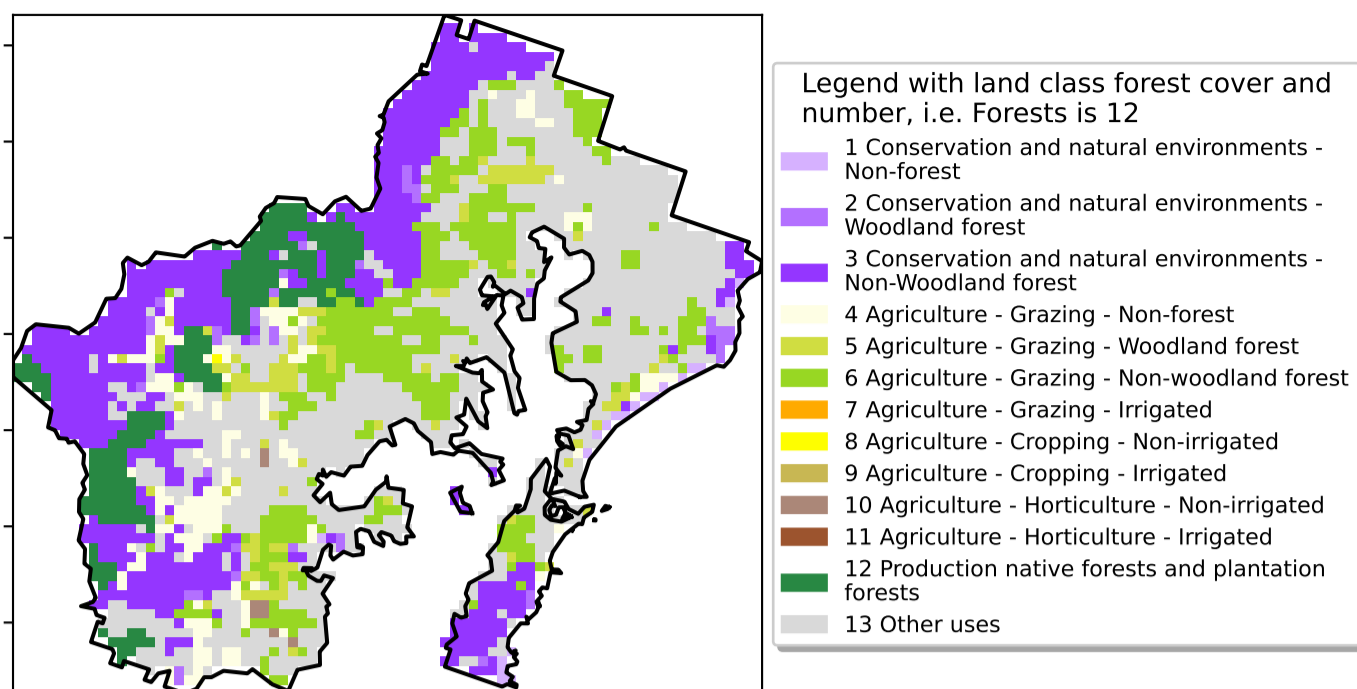 Legend with land class forest cover and
number, i.e. Forests is 12
1 Conservation and natural environments -
Non-forest
2 Conservation and natural environments -
Woodland forest
3 Conservation and natural environments -
Non-Woodland forest
4 Agriculture - Grazing - Non-forest
5 Agriculture - Grazing - Woodland forest
6 Agriculture - Grazing - Non-woodland forest
7 Agriculture - Grazing - Irrigated
8 Agriculture - Cropping - Non-irrigated
9 Agriculture - Cropping - Irrigated
10 Agriculture - Horticulture - Non-irrigated
11 Agriculture - Horticulture - Irrigated
12 Production native forests and plantation
forests
13 Other uses